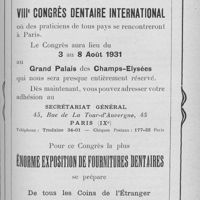 VIIIᵉ CONGRÈS DENTAIRE INTERNATIONAL
où des praticiens de tous pays se rencontreront
à Paris.
Le Congrès aura lieu du
3 au 8 Août 1931
au Grand Palais des Champs-Elysées
qui nous sera presque entièrement réservé.
Dès maintenant, vous pouvez adresser votre
adhésion au
SECRÉTARIAT GÉNÉRAL
45, Rue de La Tour-d'Auvergne, 45
PARIS (IXᵉ)
Téléphone : Trudaine 34-01 — Chèques Postaux : 177-32 Paris
Pour ce Congrès la plus
ÉNORME EXPOSITION DE FOURNITURES DENTAIRES
se prépare
De tous les Coins de l'Étranger